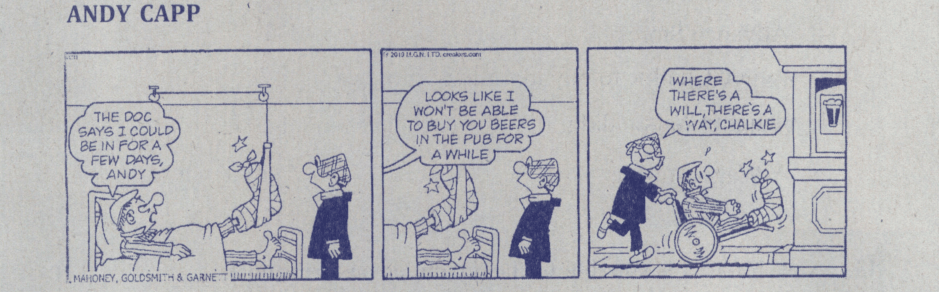 ANDY CAPP
THE DOC
SAYS I COULD
BE IN FOR A
FEW DAYS,
ANDY
MAHONEY, GOLDSMITH & GARNETT
LOOKS LIKE I
WON'T BE ABLE
TO BUY YOU BEERS
IN THE PUB FOR
A WHILE
WHERE
THERE'S A
WILL, THERE'S A
WAY, CHALKIE
?